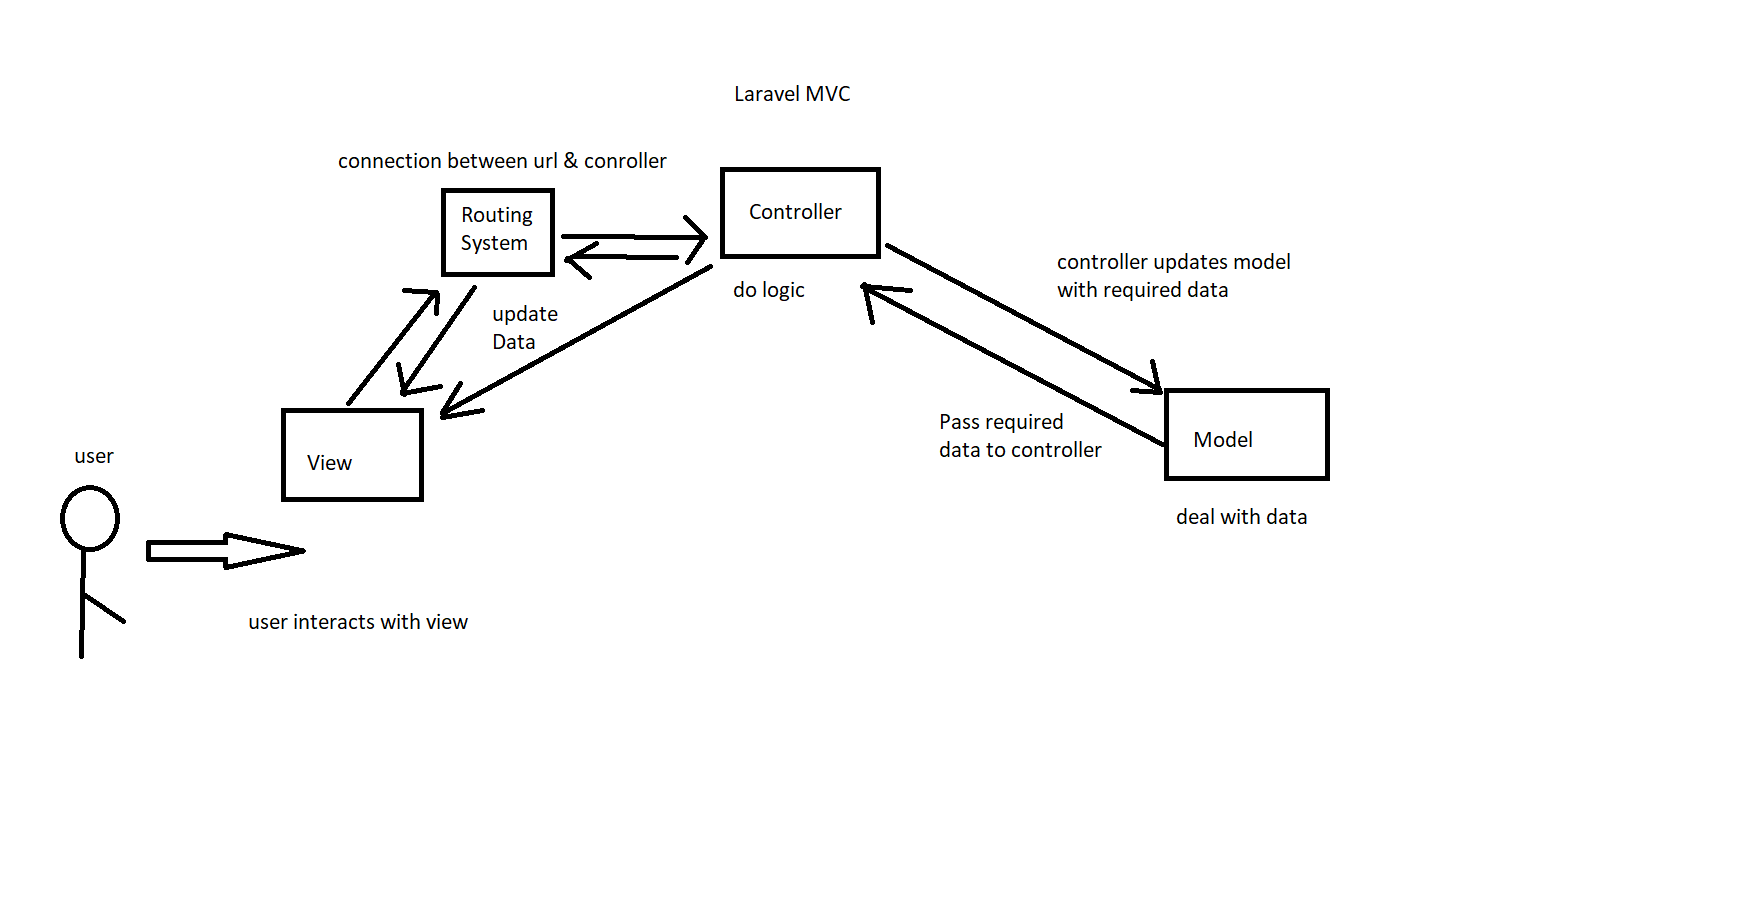 Laravel MVC
connection between url & conroller
Routing
System
Controller
controller updates model
with required data
do logic
update
Data
Pass required
data to controller
Model
user
View
deal with data
user interacts with view